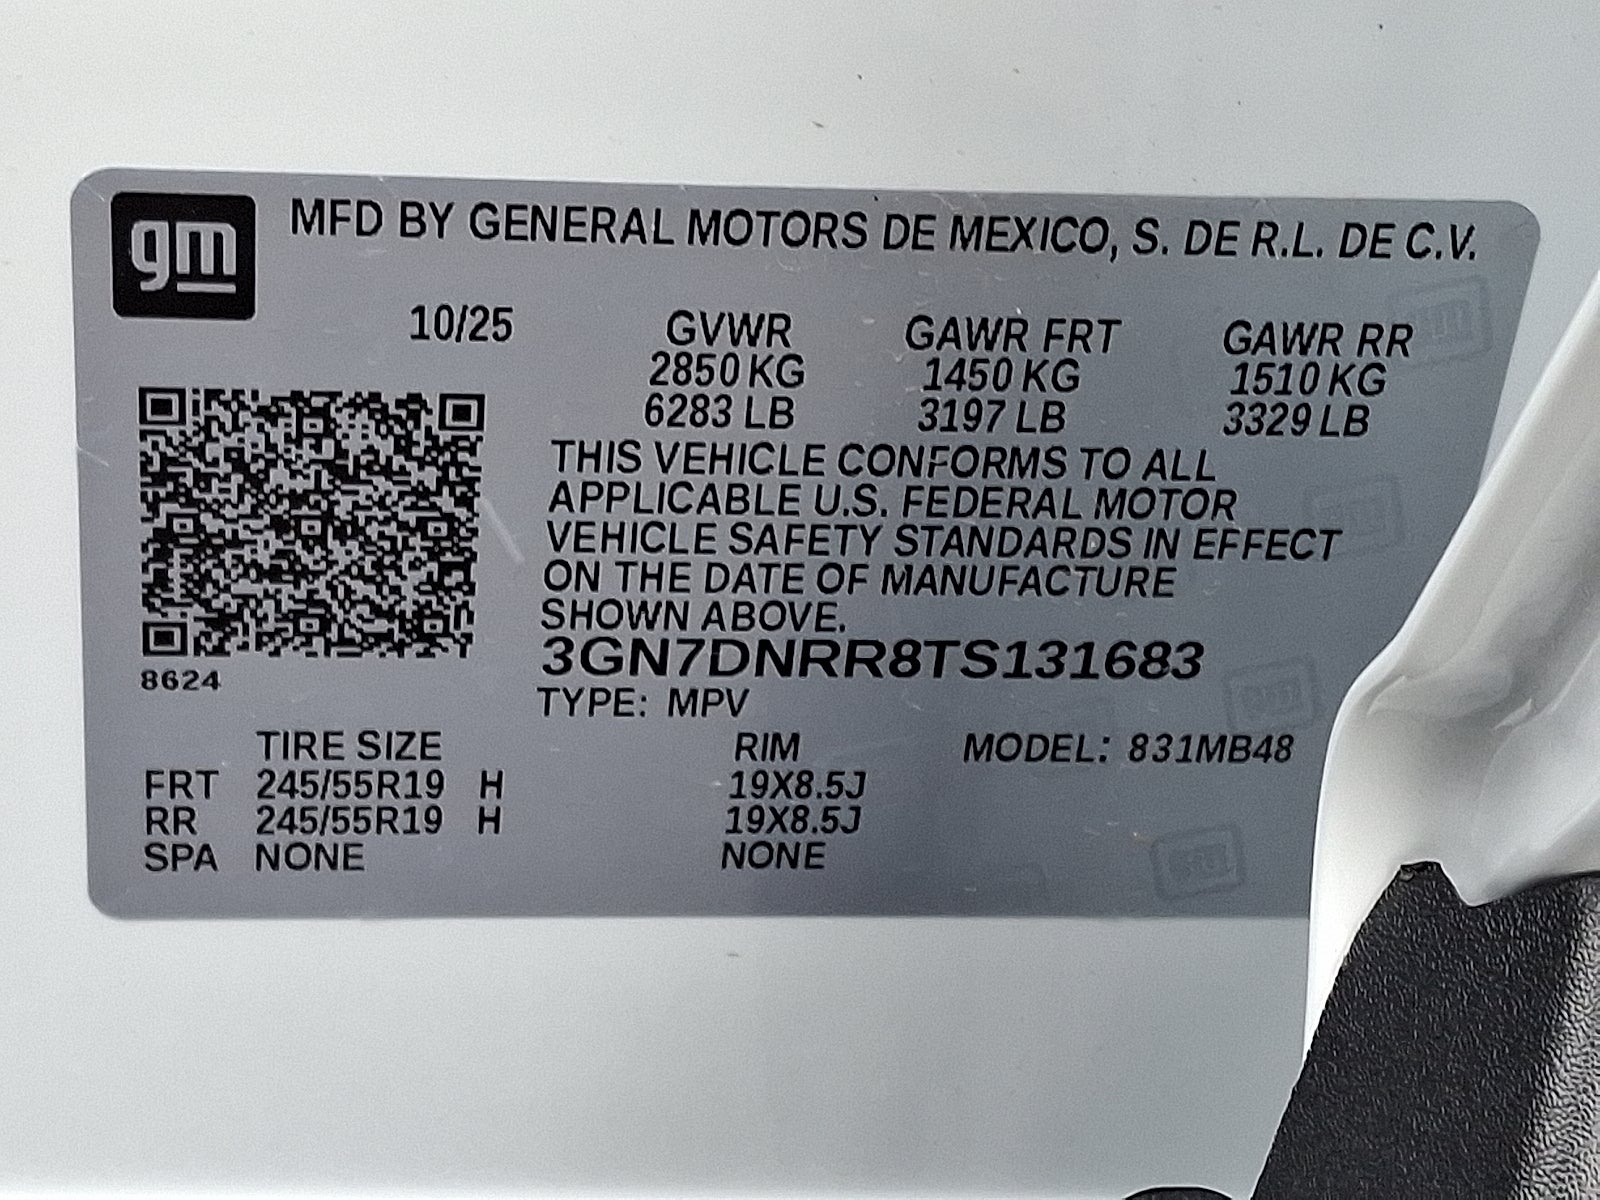 gm
MFD BY GENERAL MOTORS DE MEXICO, S. DE R.L. DE C.V.
10/25 GVWR GAWR FRT GAWR RR
2850 KG 1450 KG 1510 KG
6283 LB 3197 LB 3329 LB
THIS VEHICLE CONFORMS TO ALL
APPLICABLE U.S. FEDERAL MOTOR
VEHICLE SAFETY STANDARDS IN EFFECT
ON THE DATE OF MANUFACTURE
SHOWN ABOVE.
3GN7DNRR8TS131683
8624
TYPE: MPV
TIRE SIZE RIM MODEL: 831MB48
FRT 245/55R19 H 19X8.5J
RR 245/55R19 H 19X8.5J
SPA NONE NONE